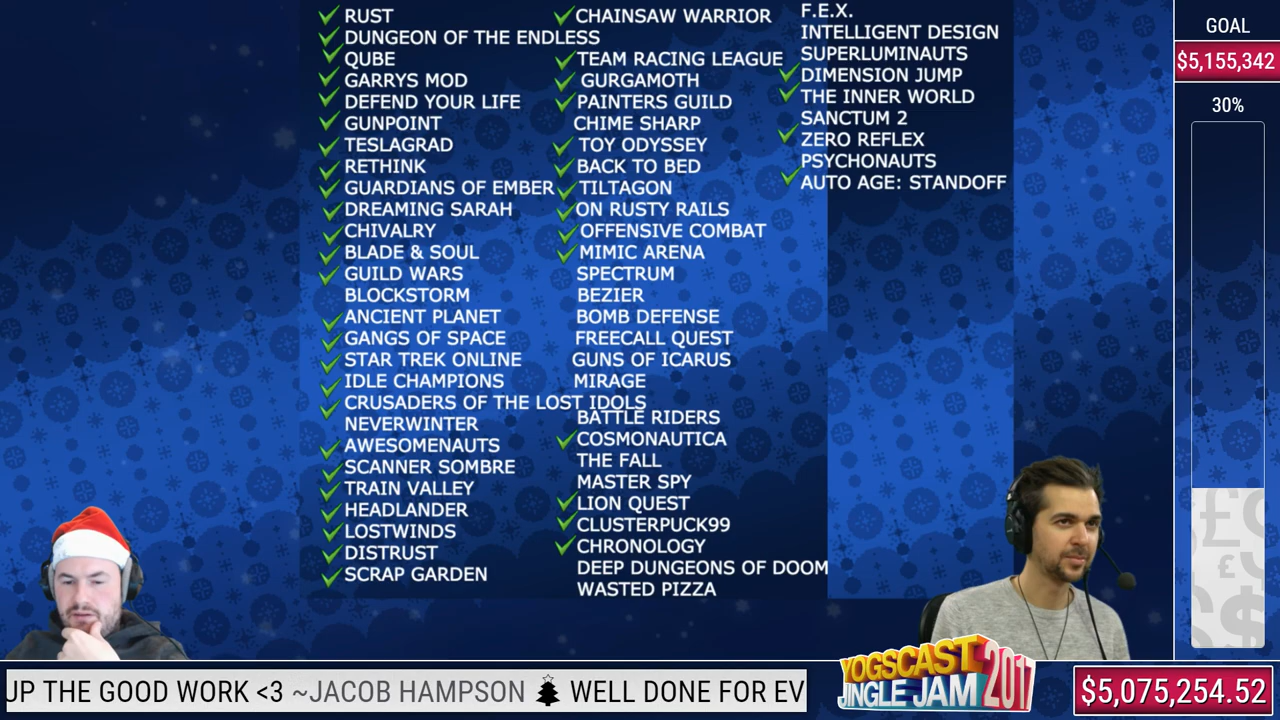 RUST
DUNGEON OF THE ENDLESS
QUBE
GARRYS MOD
DEFEND YOUR LIFE
GUNPOINT
TESLAGRAD
RETHINK
GUARDIANS OF EMBER
DREAMING SARAH
CHIVALRY
BLADE & SOUL
GUILD WARS
BLOCKSTORM
ANCIENT PLANET
GANGS OF SPACE
STAR TREK ONLINE
IDLE CHAMPIONS
CRUSADERS OF THE LOST IDOLS
NEVERWINTER
AWESOMENAUTS
SCANNER SOMBRE
TRAIN VALLEY
HEADLANDER
LOSTWINDS
DISTRUST
SCRAP GARDEN
CHAINSAW WARRIOR
TEAM RACING LEAGUE
GURGAMOTH
PAINTERS GUILD
CHIME SHARP
TOY ODYSSEY
BACK TO BED
TILTAGON
ON RUSTY RAILS
OFFENSIVE COMBAT
MIMIC ARENA
SPECTRUM
BEZIER
BOMB DEFENSE
FREECALL QUEST
GUNS OF ICARUS
MIRAGE
BATTLE RIDERS
COSMONAUTICA
THE FALL
MASTER SPY
LION QUEST
CLUSTERPUCK99
CHRONOLOGY
DEEP DUNGEONS OF DOOM
WASTED PIZZA
F.E.X.
INTELLIGENT DESIGN
SUPERLUMINAUTS
DIMENSION JUMP
THE INNER WORLD
SANCTUM 2
ZERO REFLEX
PSYCHONAUTS
AUTO AGE: STANDOFF
GOAL
$5,155,342
30%
UP THE GOOD WORK <3 ~JACOB HAMPSON WELL DONE FOR EV
YOGSCAST
JINGLE JAM 2017
$5,075,254.52